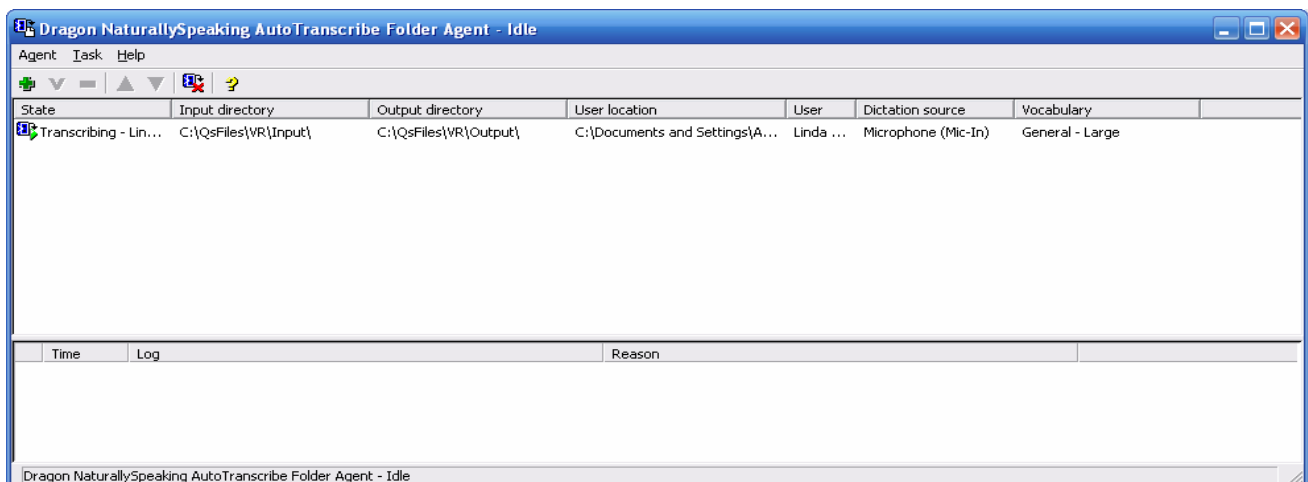 Dragon NaturallySpeaking AutoTranscribe Folder Agent - Idle
Agent Task Help
State Input directory Output directory User location User Dictation source Vocabulary
Transcribing - Lin... C:\QsFiles\VR\Input\ C:\QsFiles\VR\Output\ C:\Documents and Settings\A... Linda ... Microphone (Mic-In) General - Large
Time Log Reason
Dragon NaturallySpeaking AutoTranscribe Folder Agent - Idle